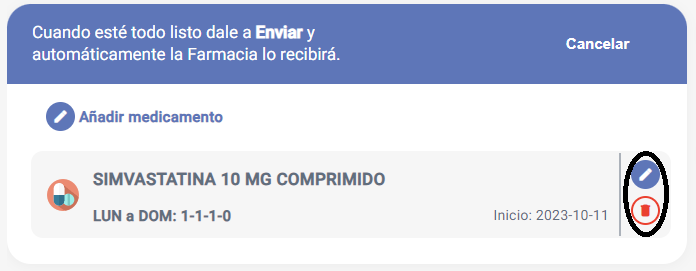 Cuando esté todo listo dale a Enviar y
automáticamente la Farmacia lo recibirá.
Cancelar
Añadir medicamento
SIMVASTATINA 10 MG COMPRIMIDO
LUN a DOM: 1-1-1-0
Inicio: 2023-10-11